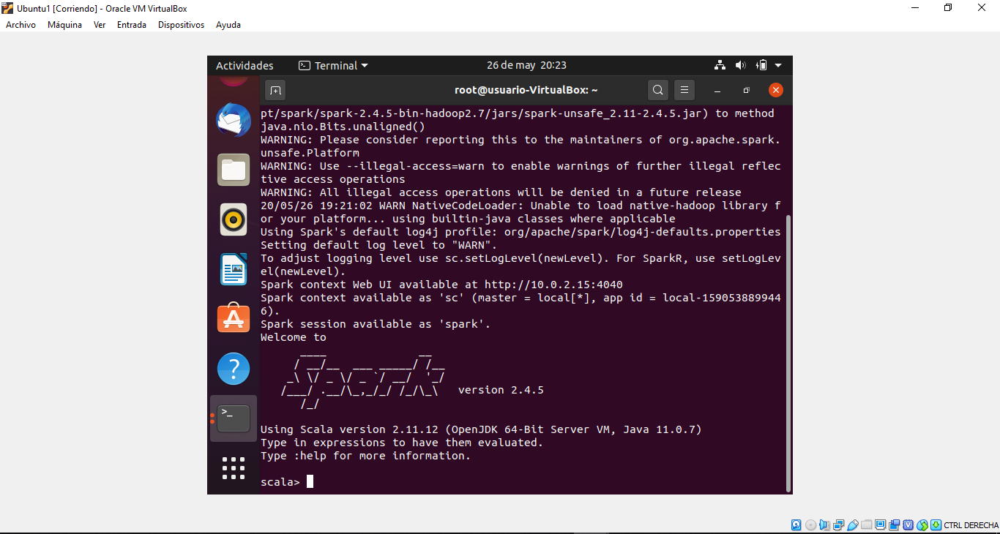 Ubuntu1 [Corriendo] - Oracle VM VirtualBox
Archivo Máquina Ver Entrada Dispositivos Ayuda
Actividades Terminal 26 de may 20:23
root@usuario-VirtualBox: ~
pt/spark/spark-2.4.5-bin-hadoop2.7/jars/spark-unsafe_2.11-2.4.5.jar) to method
java.nio.Bits.unaligned()
WARNING: Please consider reporting this to the maintainers of org.apache.spark.
unsafe.Platform
WARNING: Use --illegal-access=warn to enable warnings of further illegal reflec
tive access operations
WARNING: All illegal access operations will be denied in a future release
20/05/26 19:21:02 WARN NativeCodeLoader: Unable to load native-hadoop library f
or your platform... using builtin-java classes where applicable
Using Spark's default log4j profile: org/apache/spark/log4j-defaults.properties
Setting default log level to "WARN".
To adjust logging level use sc.setLogLevel(newLevel). For SparkR, use setLogLev
el(newLevel).
Spark context Web UI available at http://10.0.2.15:4040
Spark context available as 'sc' (master = local[*], app id = local-159053889944
6).
Spark session available as 'spark'.
Welcome to
Spark version 2.4.5
Using Scala version 2.11.12 (OpenJDK 64-Bit Server VM, Java 11.0.7)
Type in expressions to have them evaluated.
Type :help for more information.
scala>
CTRL DERECHA